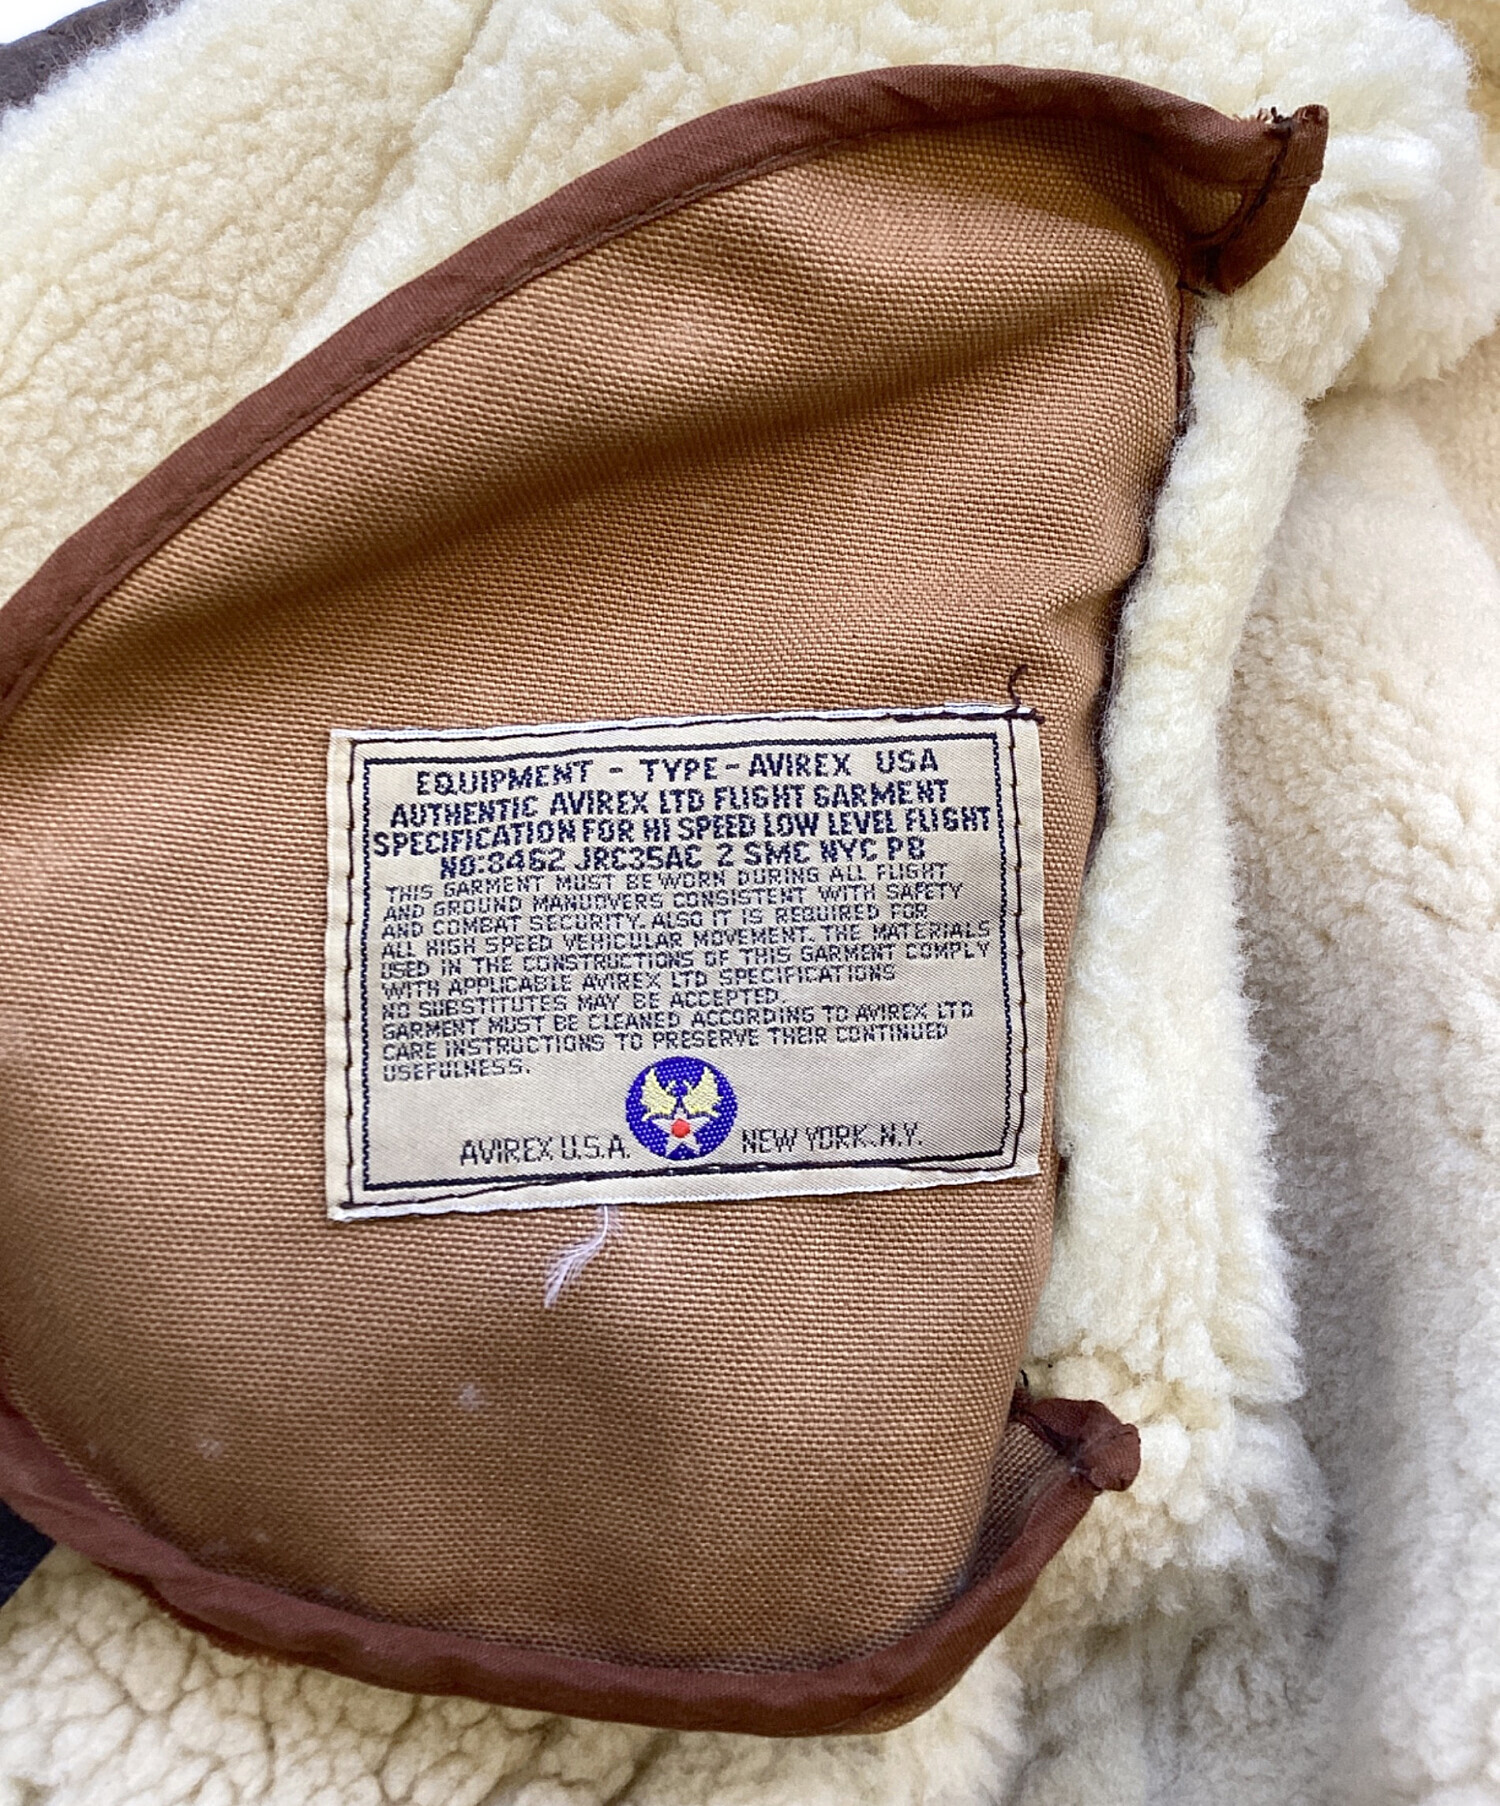 EQUIPMENT - TYPE - AVIREX USA
AUTHENTIC AVIREX LTD FLIGHT GARMENT
SPECIFICATION FOR HI SPEED LOW LEVEL FLIGHT
NO:8462 JRC35AC 2 SMC NYC PB
THIS GARMENT MUST BE WORN DURING ALL FLIGHT
AND GROUND MANUOVERS CONSISTENT WITH SAFETY
AND COMBAT SECURITY. ALSO IT IS REQUIRED FOR
ALL HIGH SPEED VEHICULAR MOVEMENT. THE MATERIALS
USED IN THE CONSTRUCTIONS OF THIS GARMENT COMPLY
WITH APPLICABLE AVIREX LTD SPECIFICATIONS
NO SUBSTITUTES MAY BE ACCEPTED.
GARMENT MUST BE CLEANED ACCORDING TO AVIREX LTD
CARE INSTRUCTIONS TO PRESERVE THEIR CONTINUED
USEFULNESS.
AVIREX U.S.A. NEW YORK.N.Y.